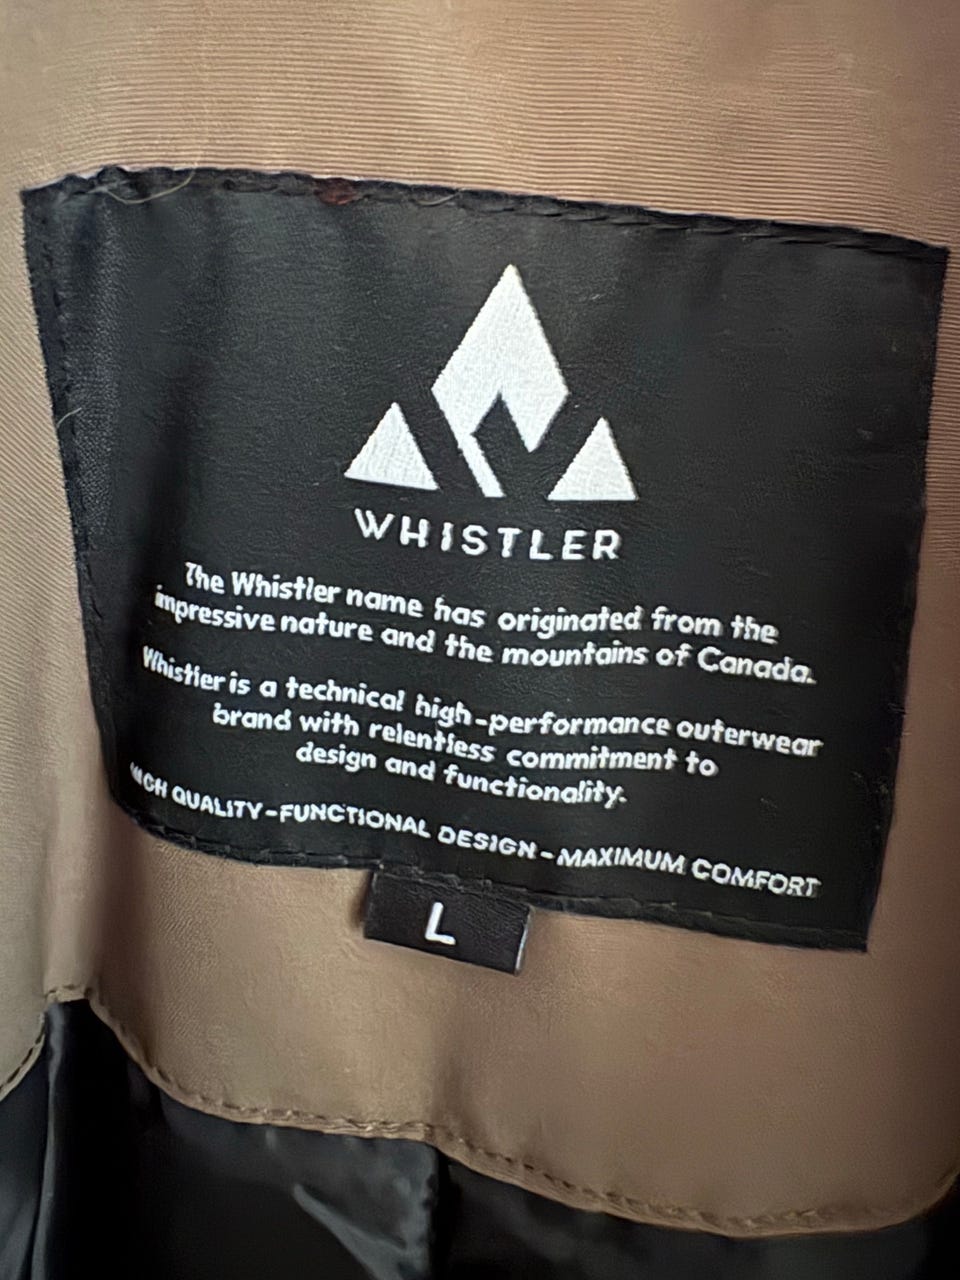 WHISTLER
The Whistler name has originated from the
impressive nature and the mountains of Canada.
Whistler is a technical high-performance outerwear
brand with relentless commitment to
design and functionality.
HIGH QUALITY-FUNCTIONAL DESIGN-MAXIMUM COMFORT
L